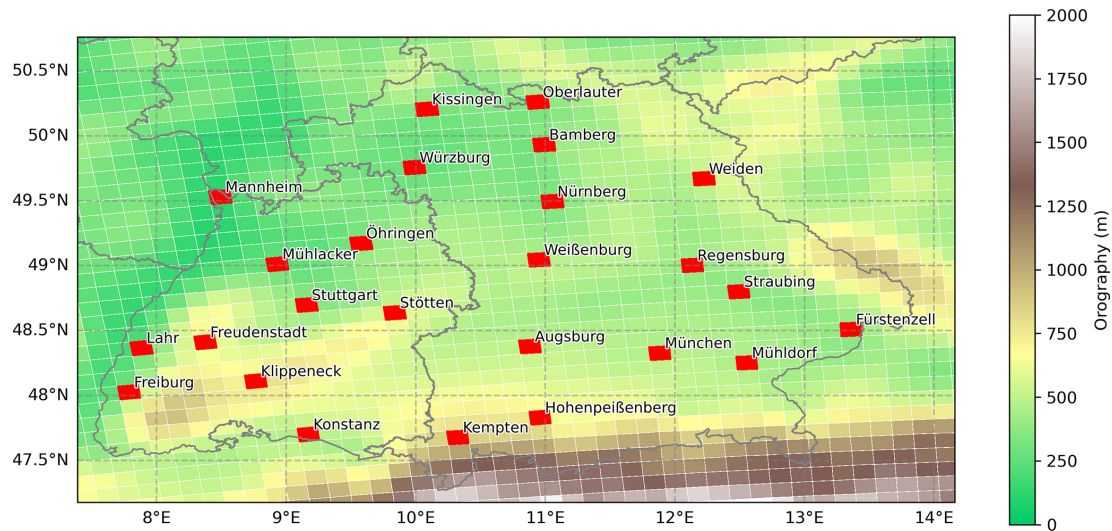 2000
50.5°N
1750
Kissingen
Oberlauter
50°N
Bamberg
1500
Würzburg
Weiden
Mannheim
Nürnberg
49.5°N
1250
Öhringen
Mühlacker
Weißenburg
Regensburg
49°N
1000
Orography (m)
Straubing
Stuttgart
Stötten
Fürstenzell
48.5°N
750
Lahr
Freudenstadt
Augsburg
München
Mühldorf
Klippeneck
Freiburg
48°N
500
Hohenpeißenberg
Konstanz
Kempten
47.5°N
250
8°E
9°E
10°E
11°E
12°E
13°E
14°E
0